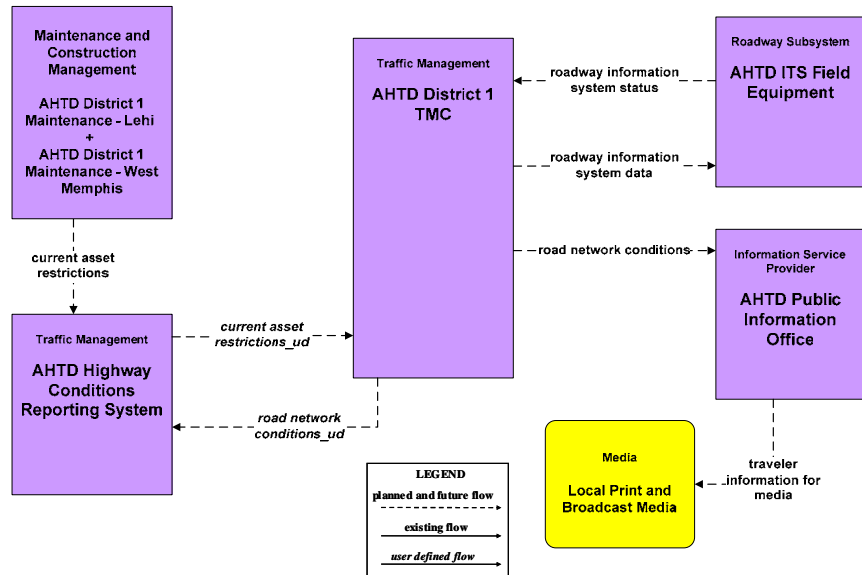 Maintenance and
Construction
Management
AHTD District 1
Maintenance - Lehi
+
AHTD District 1
Maintenance - West
Memphis
current asset
restrictions
Traffic Management
AHTD Highway
Conditions
Reporting System
current asset
restrictions_ud
road network
conditions_ud
Traffic Management
AHTD District 1
TMC
roadway information
system status
roadway information
system data
road network conditions
Roadway Subsystem
AHTD ITS Field
Equipment
Information Service
Provider
AHTD Public
Information
Office
traveler
information for
media
Media
Local Print and
Broadcast Media
LEGEND
planned and future flow
existing flow
user defined flow